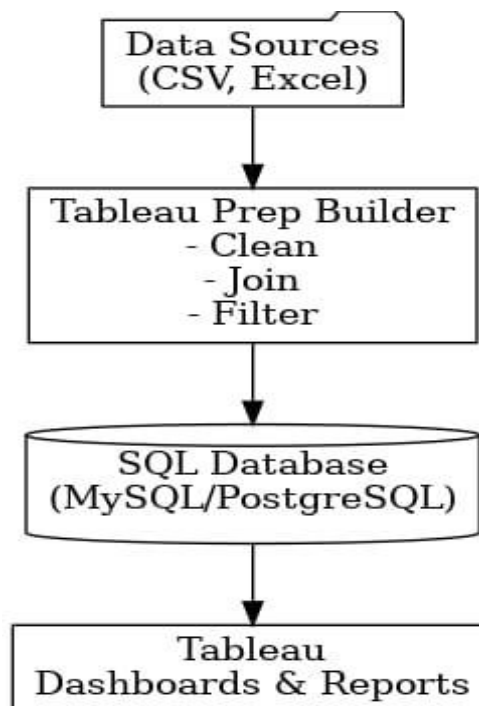 Data Sources
(CSV, Excel)
Tableau Prep Builder
- Clean
- Join
- Filter
SQL Database
(MySQL/PostgreSQL)
Tableau
Dashboards & Reports